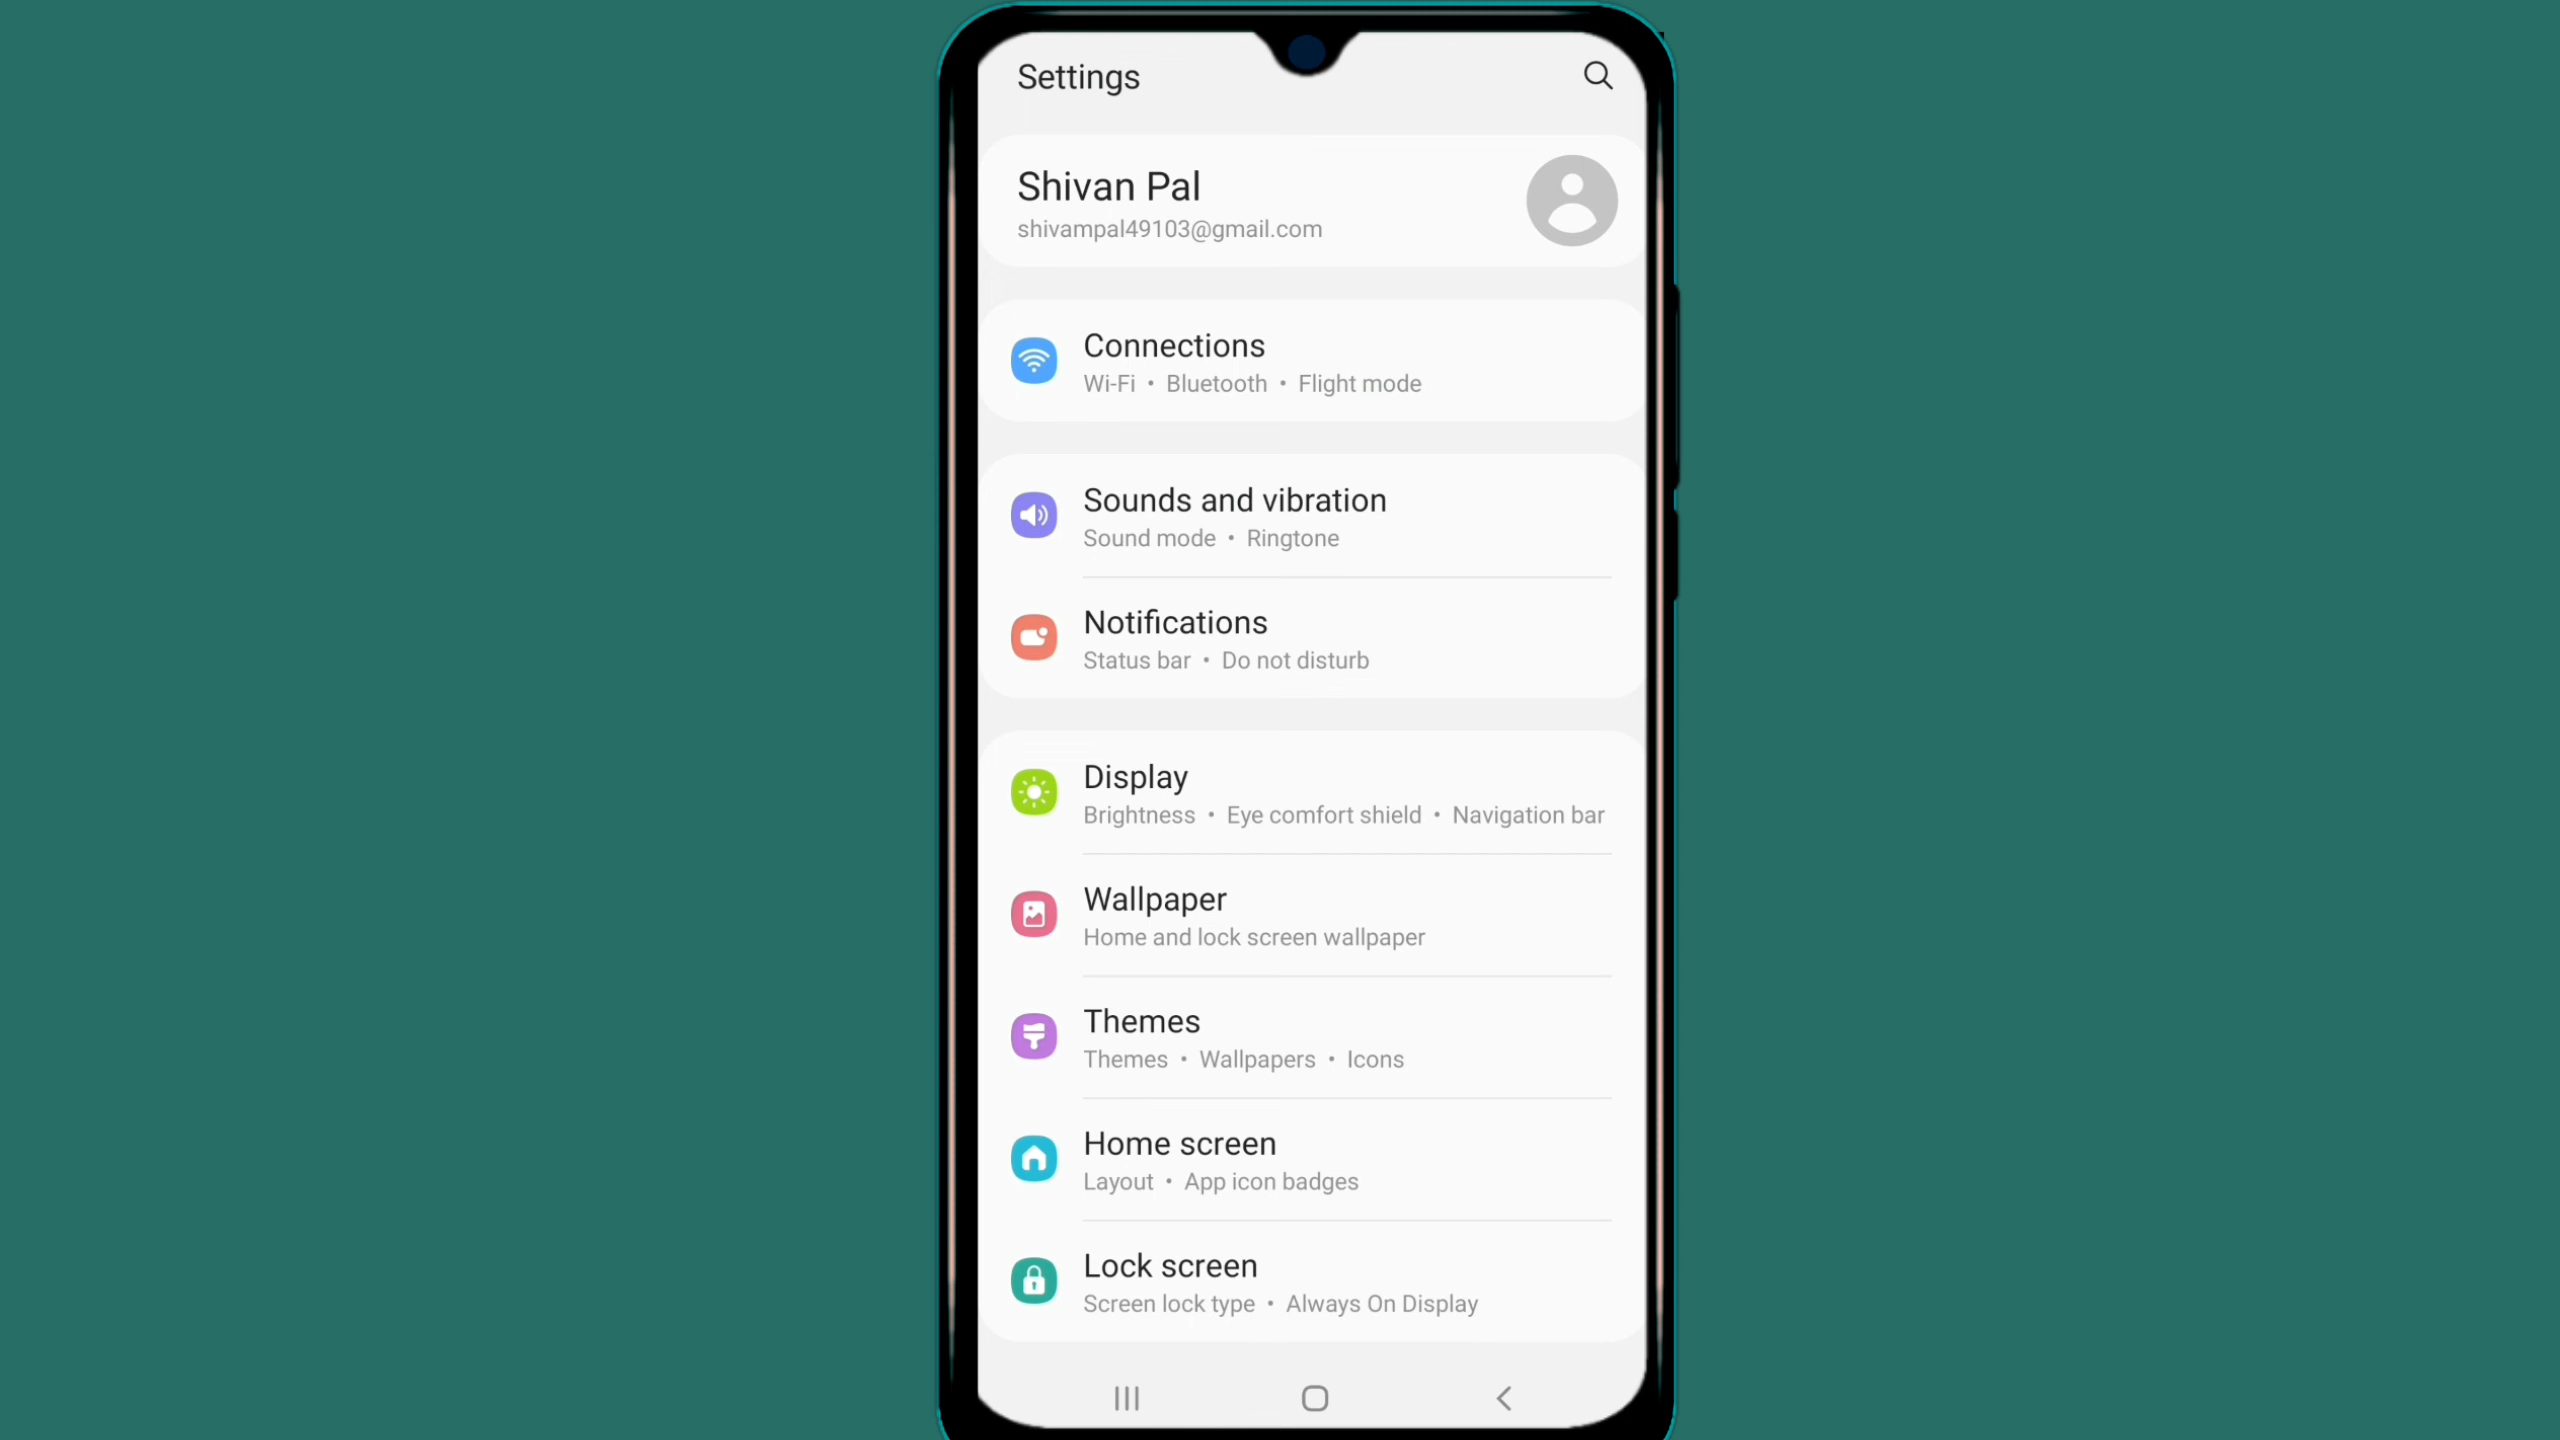 Settings
Shivan Pal
shivampal49103@gmail.com
Connections
Wi-Fi • Bluetooth • Flight mode
Sounds and vibration
Sound mode • Ringtone
Notifications
Status bar • Do not disturb
Display
Brightness • Eye comfort shield • Navigation bar
Wallpaper
Home and lock screen wallpaper
Themes
Themes • Wallpapers • Icons
Home screen
Layout • App icon badges
Lock screen
Screen lock type • Always On Display